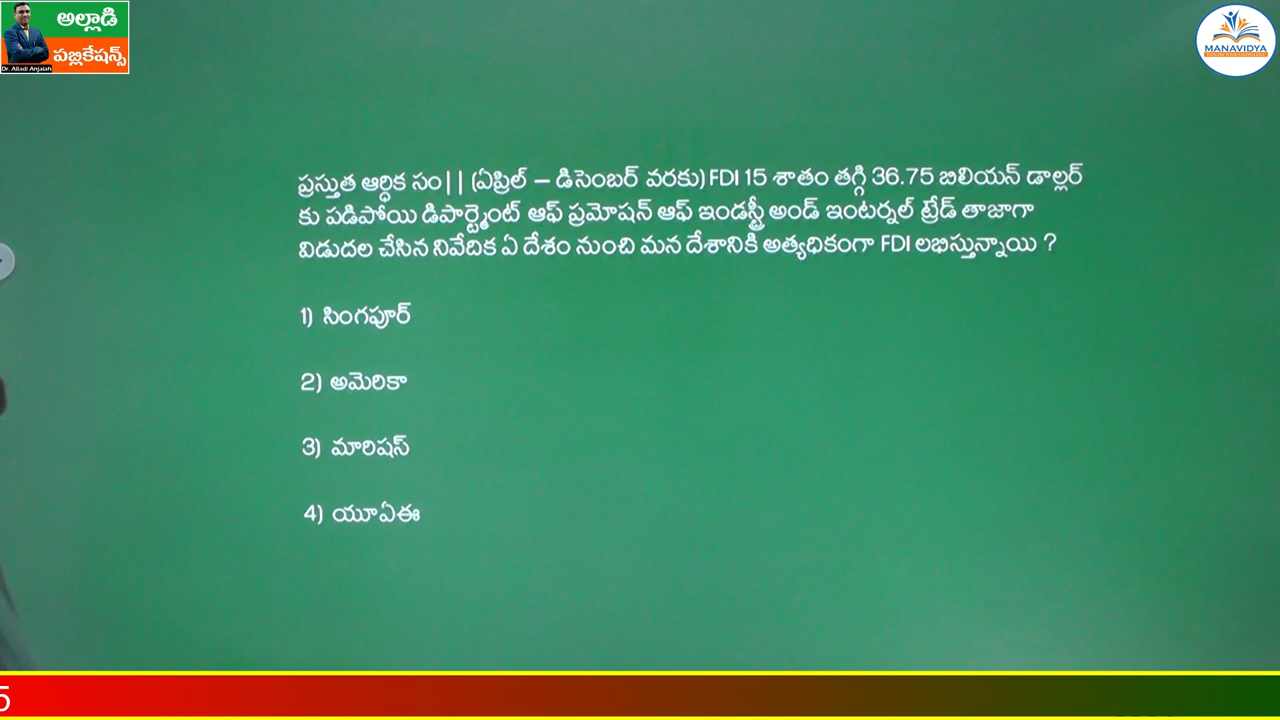 అల్లాడి
పబ్లికేషన్స్
Dr. Alladi Anjaiah
MANAVIDYA
ప్రస్తుత ఆర్ధిక సం|| (ఏప్రిల్ – డిసెంబర్ వరకు) FDI 15 శాతం తగ్గి 36.75 బిలియన్ డాల్లర్
కు పడిపోయి డిపార్ట్మెంట్ ఆఫ్ ప్రమోషన్ ఆఫ్ ఇండస్ట్రీ అండ్ ఇంటర్నల్ ట్రేడ్ తాజాగా
విడుదల చేసిన నివేదిక ఏ దేశం నుంచి మన దేశానికి అత్యధికంగా FDI లభిస్తున్నాయి ?
1) సింగపూర్
2) అమెరికా
3) మారిషస్
4) యూఏఈ
5